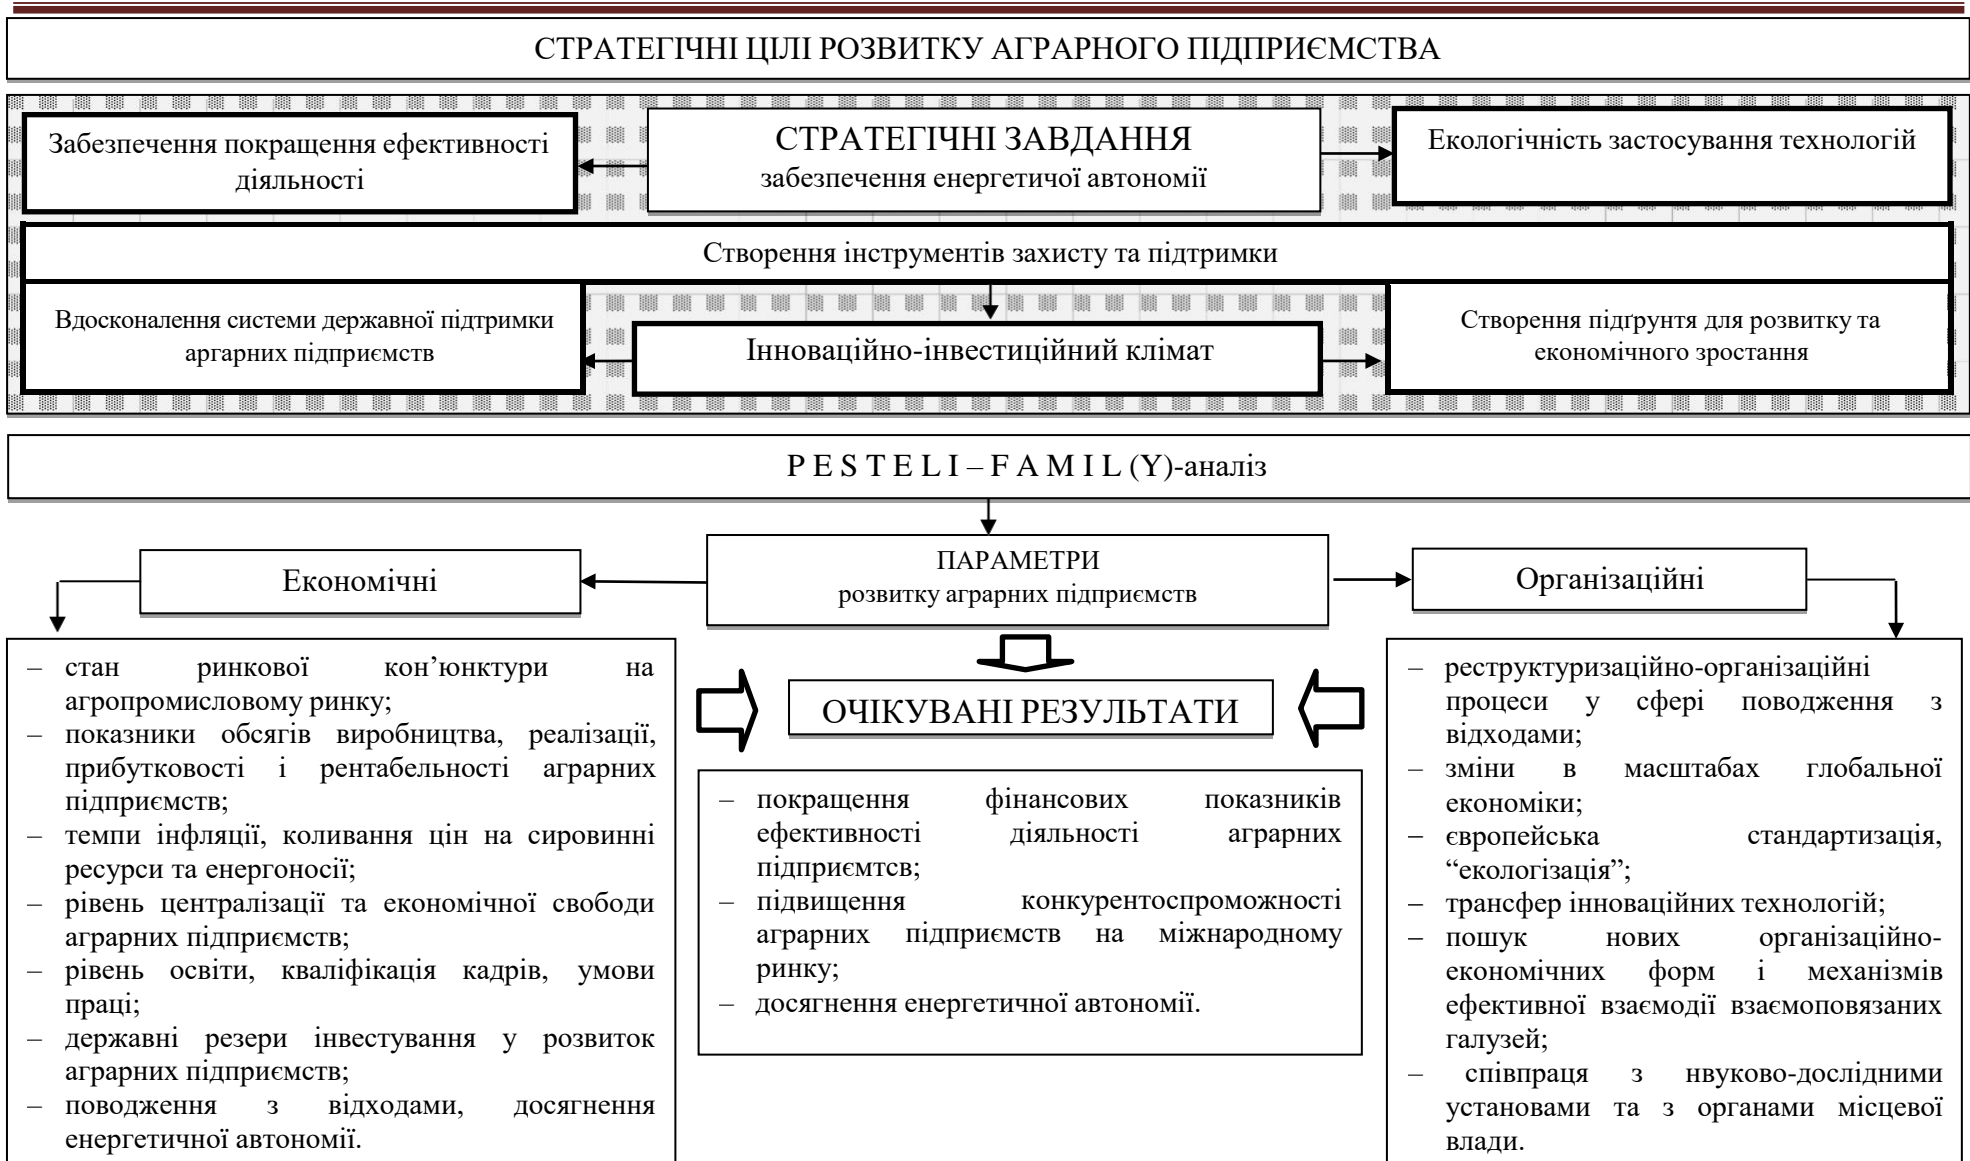 СТРАТЕГІЧНІ ЦІЛІ РОЗВИТКУ АГРАРНОГО ПІДПРИЄМСТВА
Забезпечення покращення ефективності
діяльності
СТРАТЕГІЧНІ ЗАВДАННЯ
забезпечення енергетичої автономії
Екологічність застосування технологій
Створення інструментів захисту та підтримки
Вдосконалення системи державної підтримки
аргарних підприємств
Інноваційно-інвестиційний клімат
Створення підґрунтя для розвитку та
економічного зростання
P E S T E L I – F A M I L (Y)-аналіз
Економічні
ПАРАМЕТРИ
розвитку аграрних підприємств
Організаційні
– стан ринкової кон’юнктури на
агропромисловому ринку;
– показники обсягів виробництва, реалізації,
прибутковості і рентабельності аграрних
підприємств;
– темпи інфляції, коливання цін на сировинні
ресурси та енергоносії;
– рівень централізації та економічної свободи
аграрних підприємств;
– рівень освіти, кваліфікація кадрів, умови
праці;
– державні резери інвестування у розвиток
аграрних підприємств;
– поводження з відходами, досягнення
енергетичної автономії.
ОЧІКУВАНІ РЕЗУЛЬТАТИ
– покращення фінансових показників
ефективності діяльності аграрних
підприємтсв;
– підвищення конкурентоспроможності
аграрних підприємств на міжнародному
ринку;
– досягнення енергетичної автономії.
– реструктуризаційно-організаційні
процеси у сфері поводження з
відходами;
– зміни в масштабах глобальної
економіки;
– європейська стандартизація,
“екологізація”;
– трансфер інноваційних технологій;
– пошук нових організаційно-
економічних форм і механізмів
ефективної взаємодії взаємоповязаних
галузей;
– співпраця з нвуково-дослідними
установами та з органами місцевої
влади.